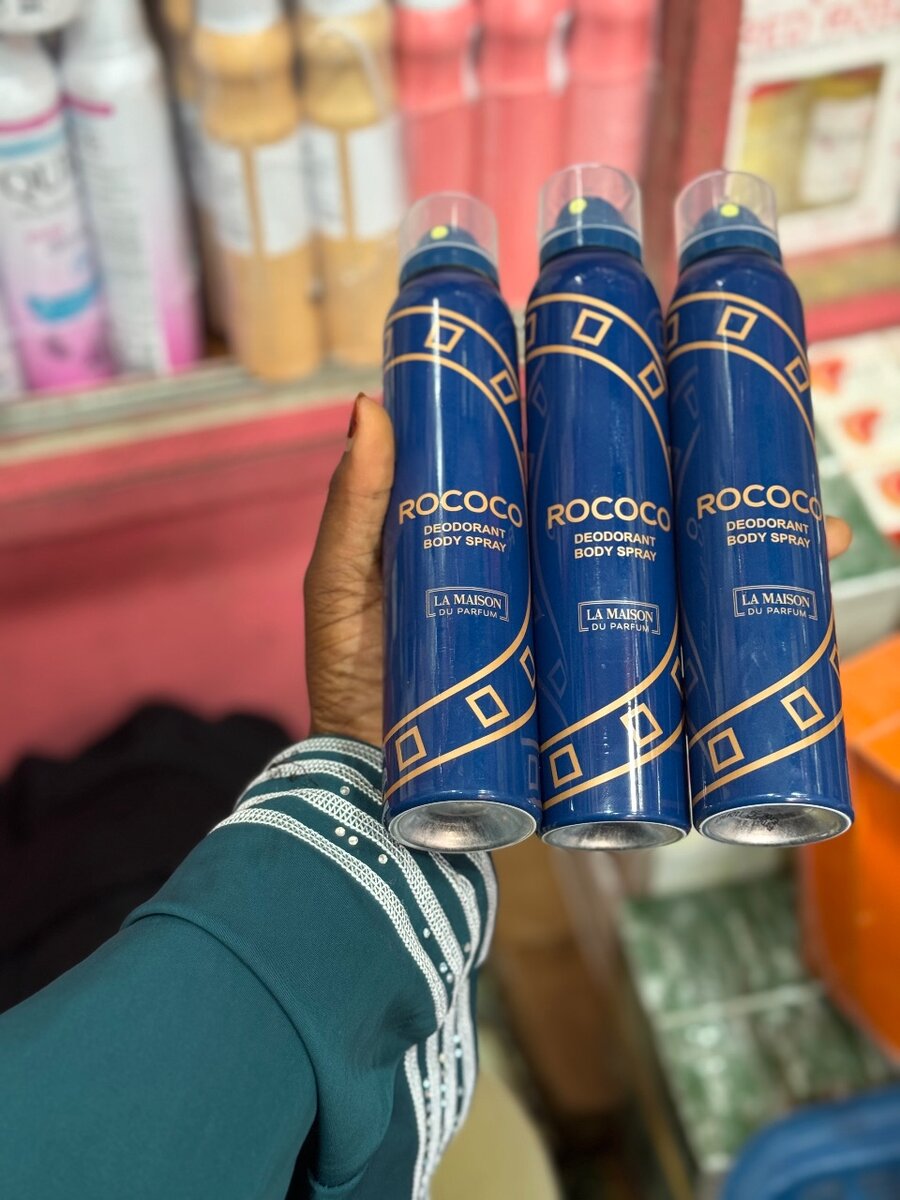 ROCOCO
DEODORANT
BODY SPRAY
LA MAISON
DU PARFUM
ROCOCO
DEODORANT
BODY SPRAY
LA MAISON
DU PARFUM
ROCOCO
DEODORANT
BODY SPRAY
LA MAISON
DU PARFUM